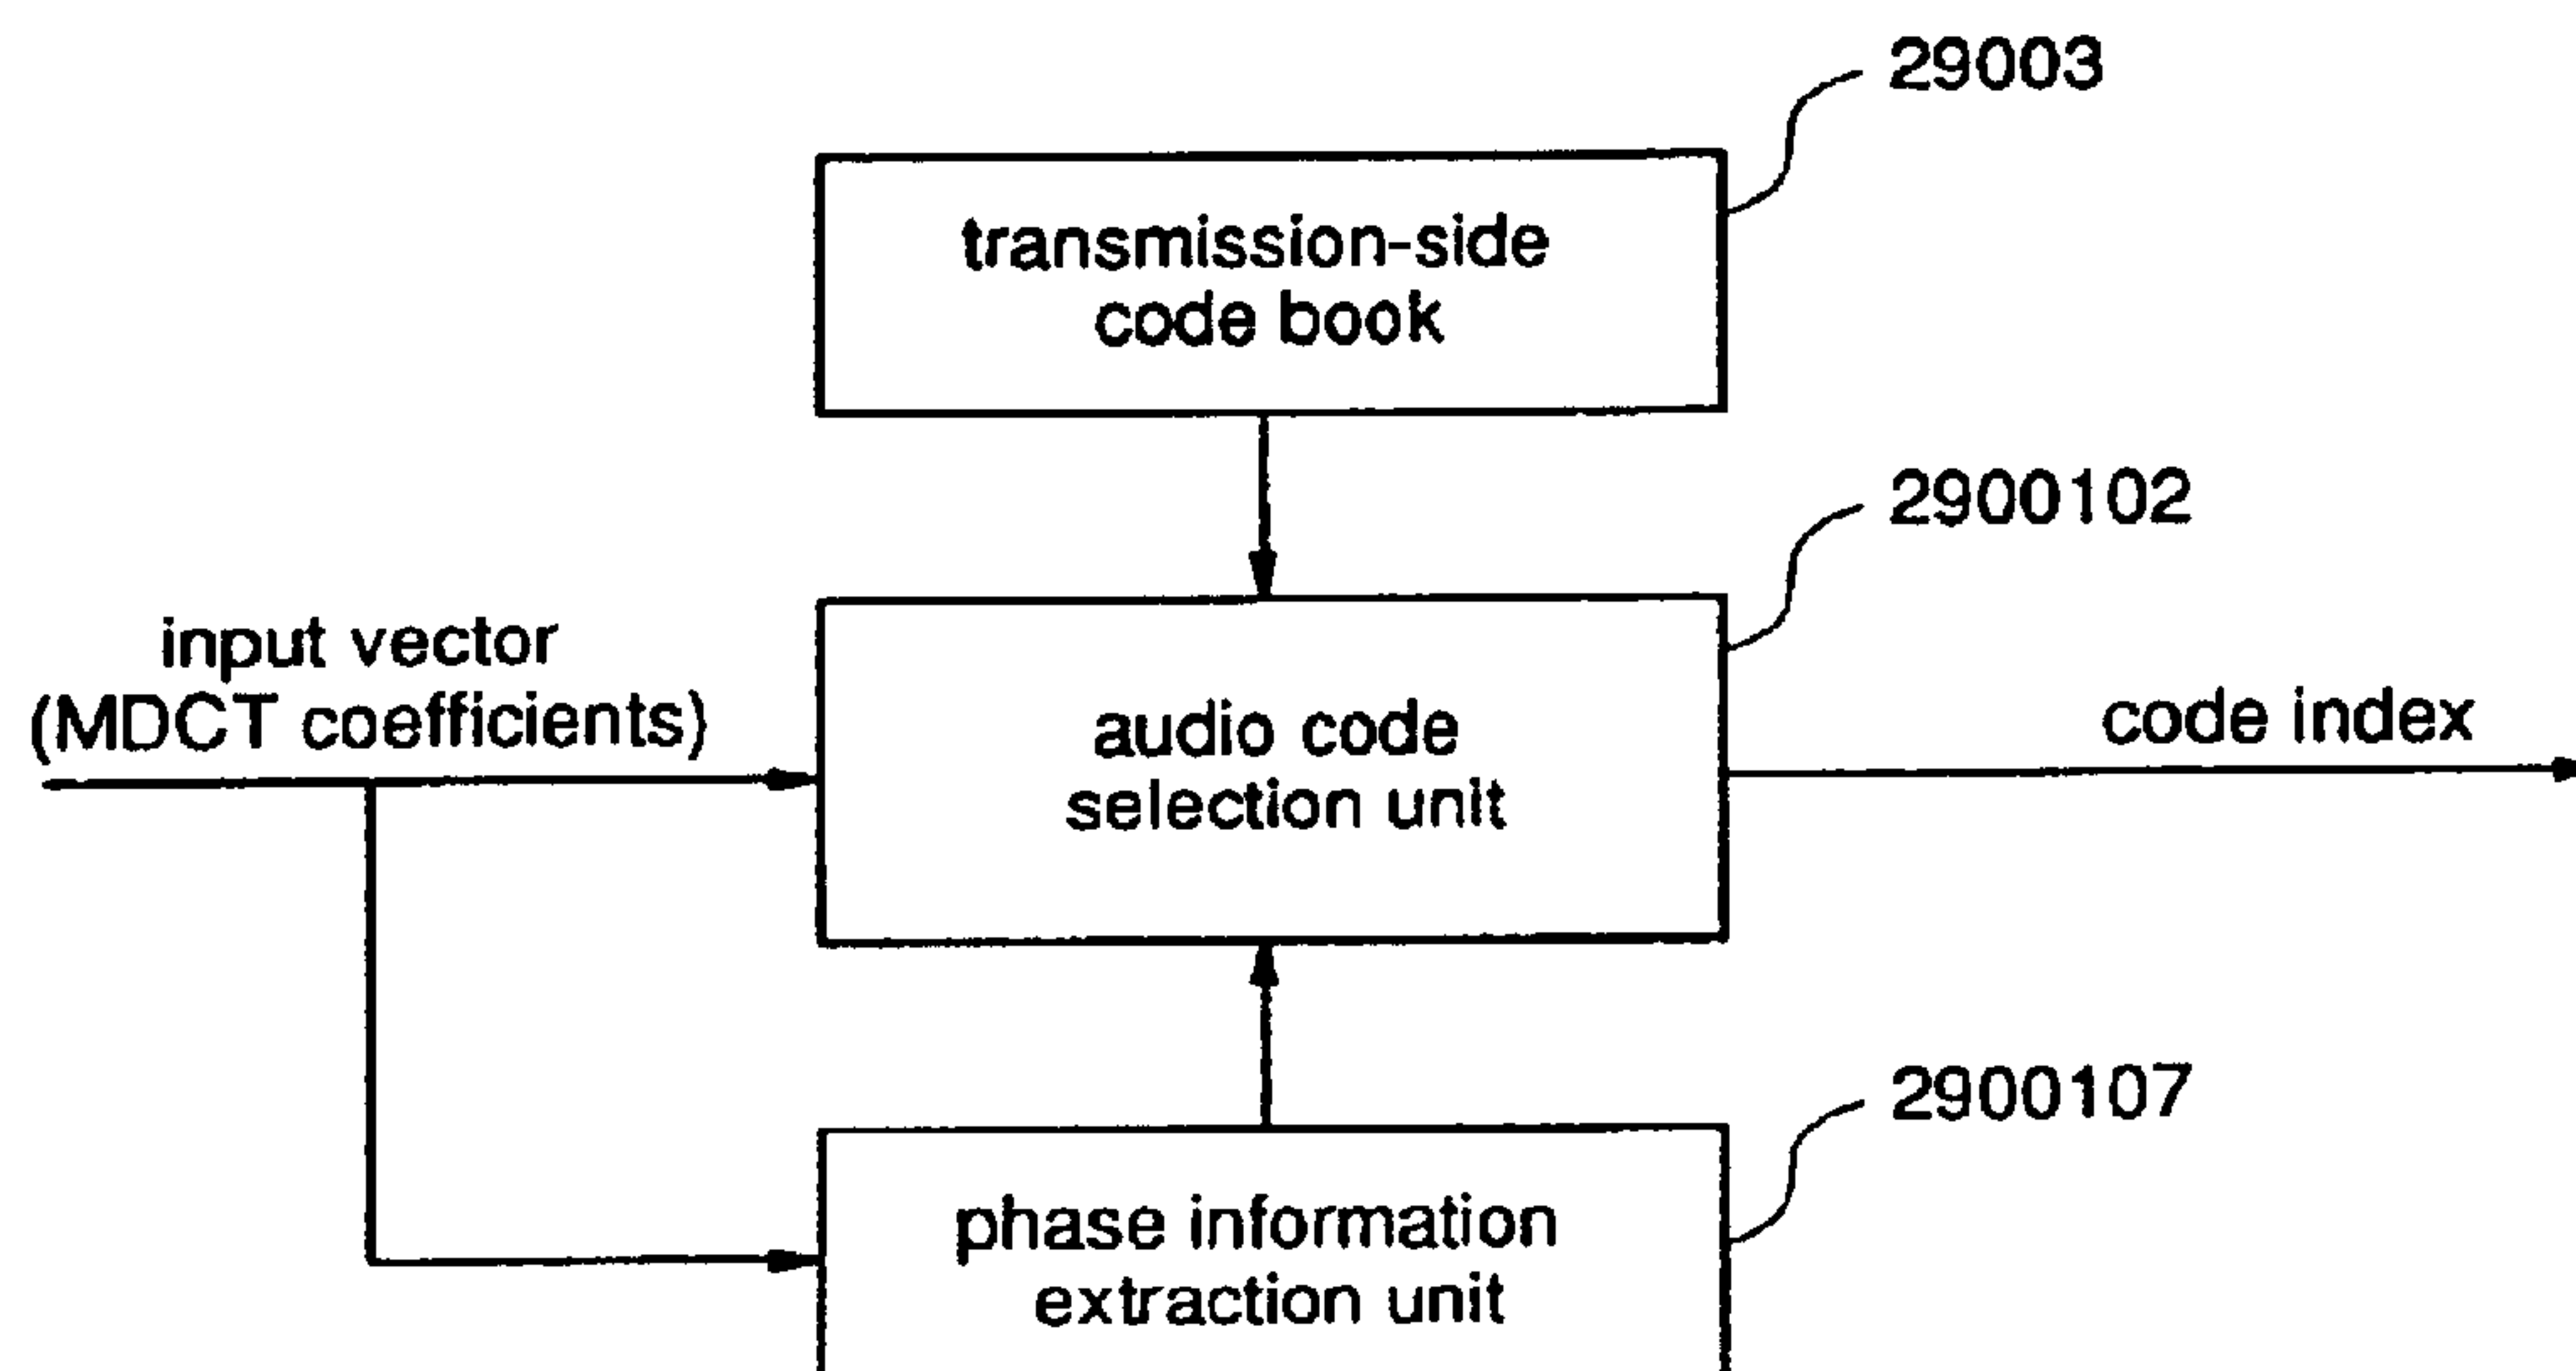 29003
transmission-side
code book
2900102
input vector
(MDCT coefficients)
audio code
selection unit
code index
2900107
phase information
extraction unit